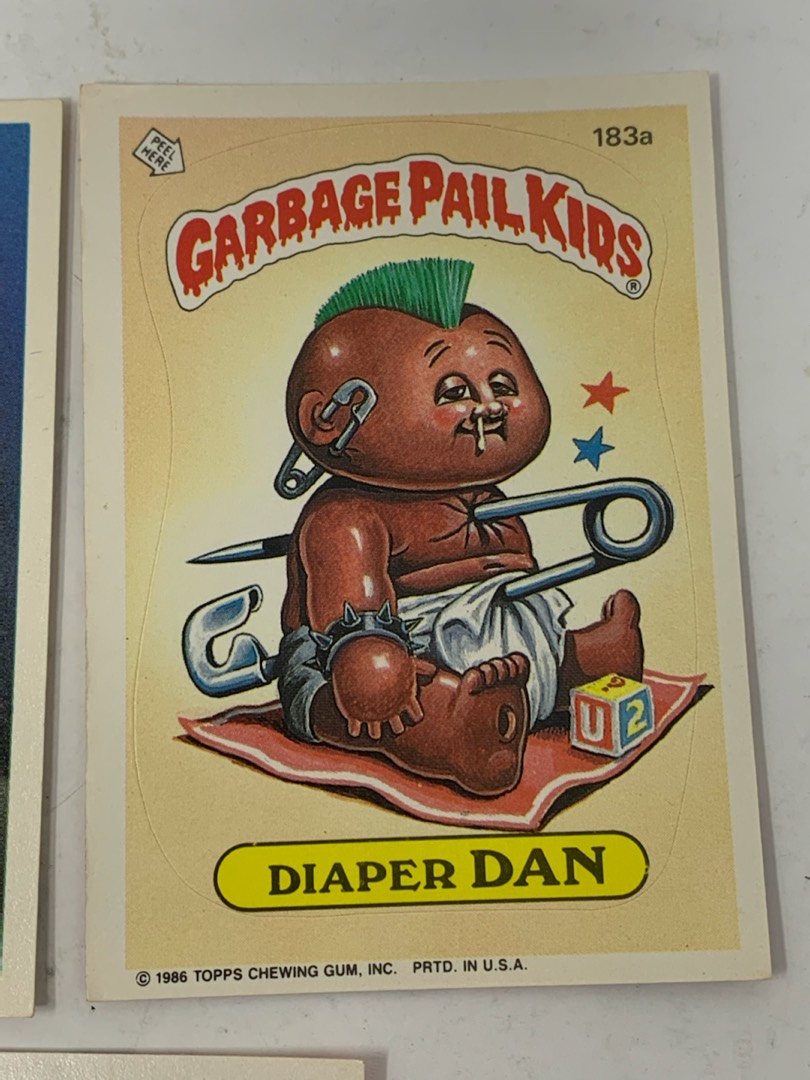 PEEL
HERE
183a
GARBAGE PAIL KIDS
®
?
U 2
DIAPER DAN
© 1986 TOPPS CHEWING GUM, INC. PRTD. IN U.S.A.